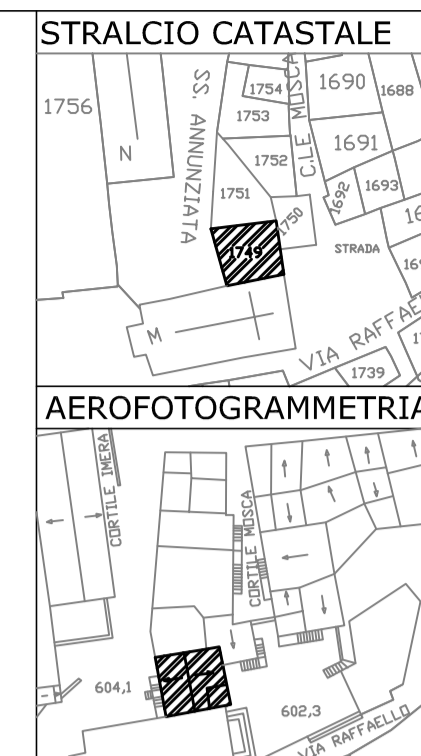 STRALCIO CATASTALE
1756
N
SS. ANNUNZIATA
1754
1753
1752
1751
1750
1749
C.LE MOSCA
1690
1688
1691
1692
1693
STRADA
M
VIA RAFFAEL
1739
AEROFOTOGRAMMETRIA
CORTILE IMERA
CORTILE MOSCA
604,1
602,3
VIA RAFFAELLO